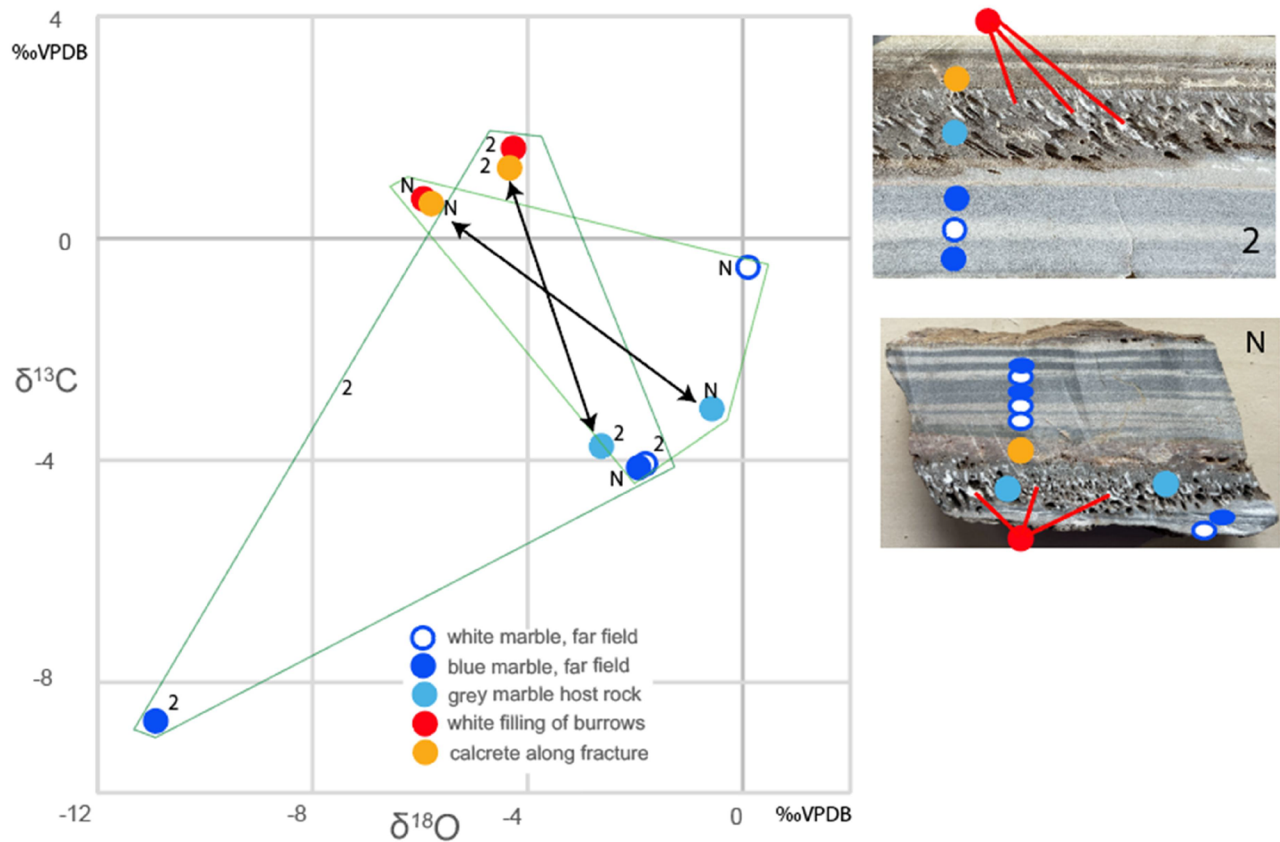 4
‰VPDB
0
δ13C
-4
-8
-12
-8
-4
0
‰VPDB
δ18O
2
2
N
N
N
N
2
2
N
2
2
white marble, far field
blue marble, far field
grey marble host rock
white filling of burrows
calcrete along fracture
2
N